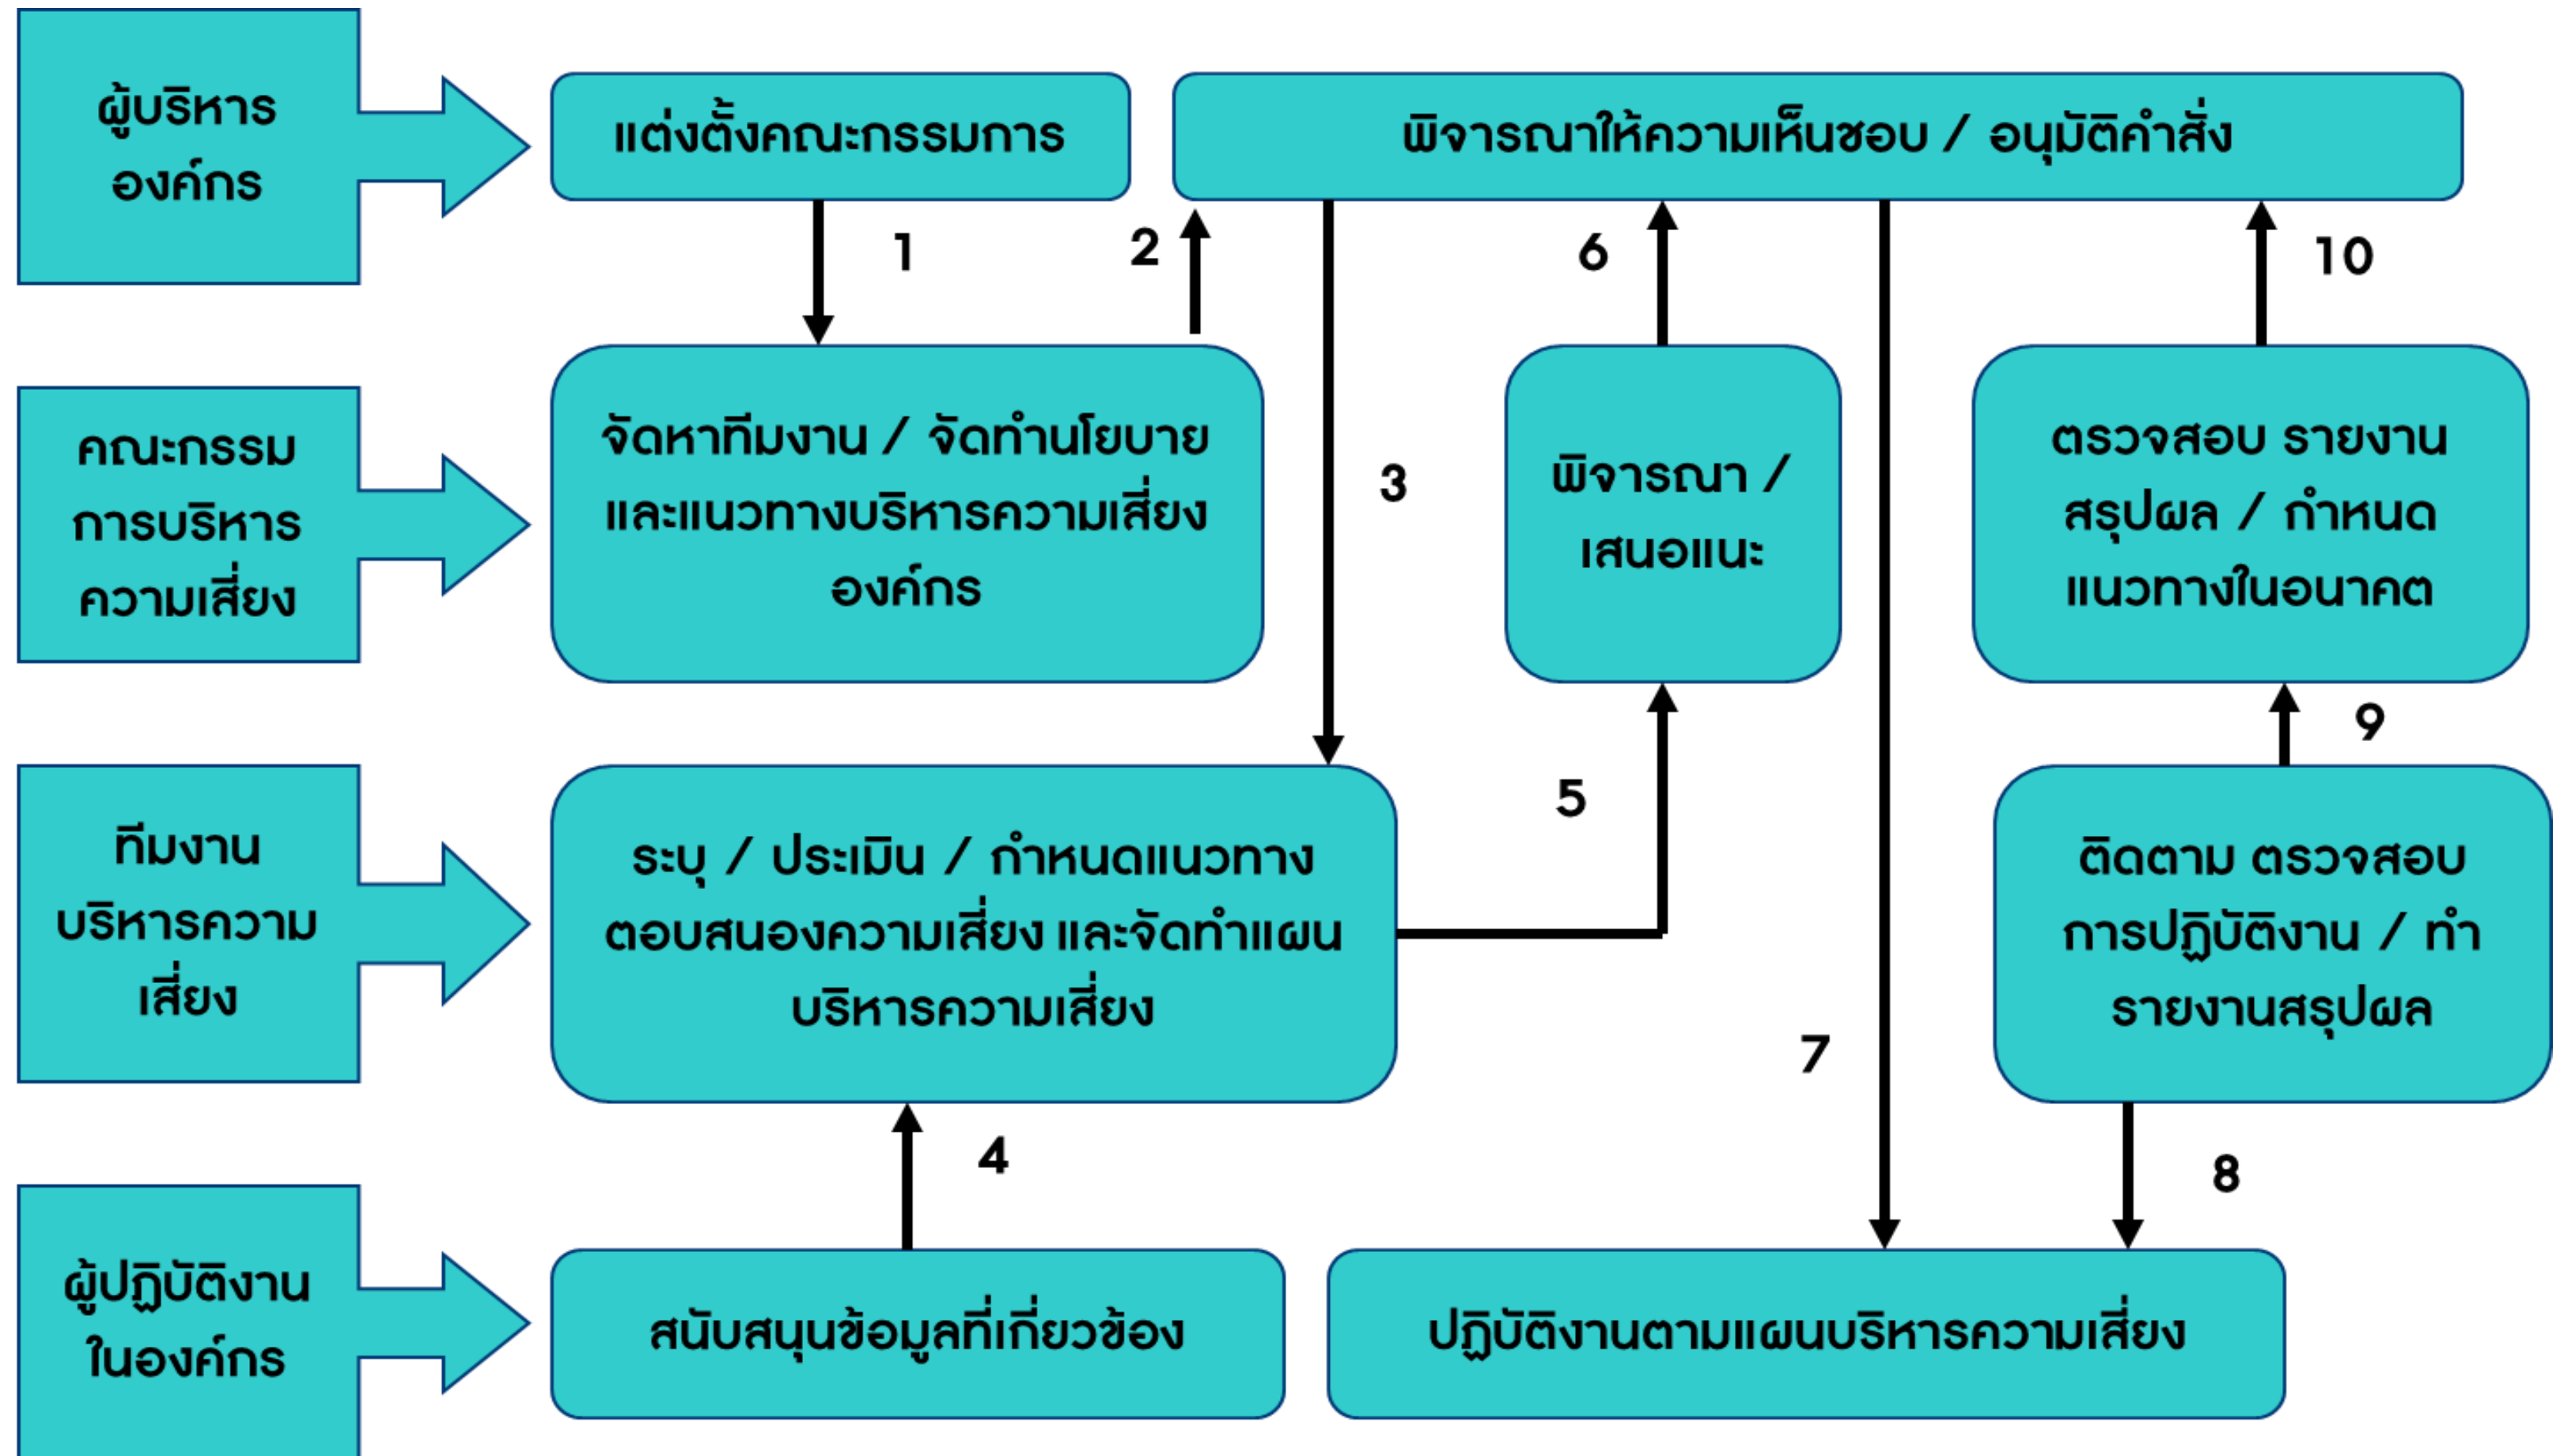 ผู้บริหาร
องค์กร
แต่งตั้งคณะกรรมการ
พิจารณาให้ความเห็นชอบ / อนุมัติคำสั่ง
1
2
6
10
คณะกรรม
การบริหาร
ความเสี่ยง
จัดหาทีมงาน / จัดทำนโยบาย
และแนวทางบริหารความเสี่ยง
องค์กร
3
พิจารณา /
เสนอแนะ
ตรวจสอบ รายงาน
สรุปผล / กำหนด
แนวทางในอนาคต
5
9
ทีมงาน
บริหารความ
เสี่ยง
ระบุ / ประเมิน / กำหนดแนวทาง
ตอบสนองความเสี่ยง และจัดทำแผน
บริหารความเสี่ยง
7
ติดตาม ตรวจสอบ
การปฏิบัติงาน / ทำ
รายงานสรุปผล
4
8
ผู้ปฏิบัติงาน
ในองค์กร
สนับสนุนข้อมูลที่เกี่ยวข้อง
ปฏิบัติงานตามแผนบริหารความเสี่ยง